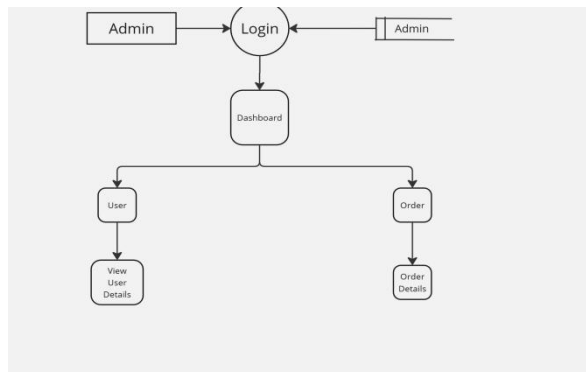 Admin
Login
Admin
Dashboard
User
Order
View
User
Details
Order
Details